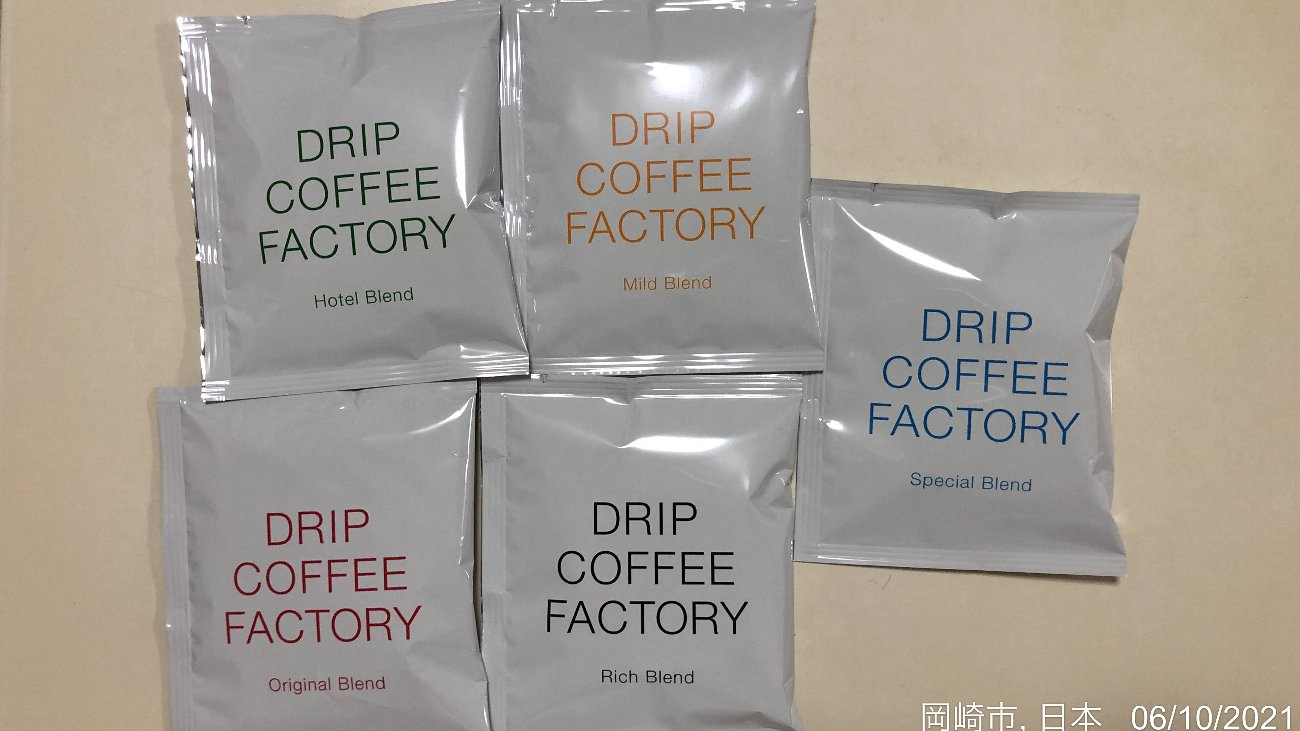 DRIP
COFFEE
FACTORY
Hotel Blend
DRIP
COFFEE
FACTORY
Mild Blend
DRIP
COFFEE
FACTORY
Special Blend
DRIP
COFFEE
FACTORY
Original Blend
DRIP
COFFEE
FACTORY
Rich Blend
岡崎市, 日本 06/10/2021